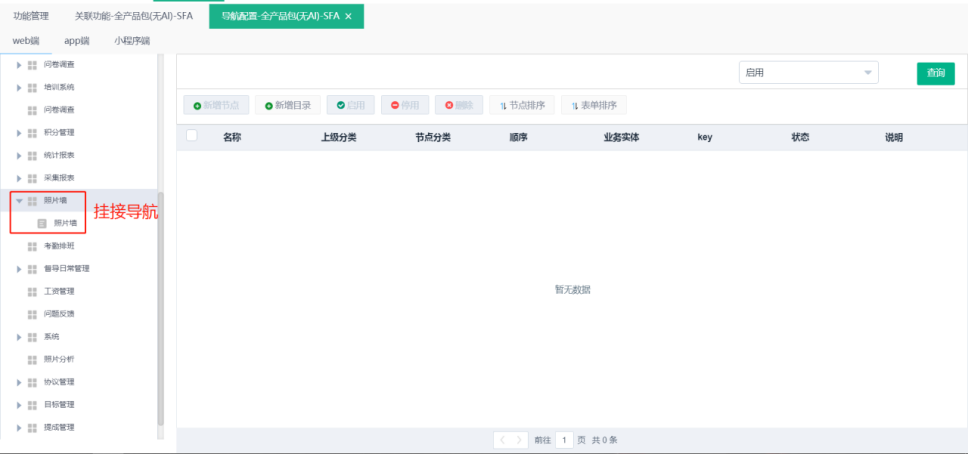 功能管理 关联功能-全产品包(无AI)-SFA 导航配置-全产品包(无AI)-SFA ×
web端 app端 小程序端
问卷调查
培训系统
问卷调查
积分管理
统计报表
采集报表
照片墙
照片墙
挂接导航
考勤排班
督导日常管理
工资管理
问题反馈
系统
照片分析
协议管理
目标管理
提成管理
启用 查询
新增节点 新增目录 启用 停用 删除 节点排序 表单排序
名称 上级分类 节点分类 顺序 业务实体 key 状态 说明
暂无数据
前往 1 页 共 0 条